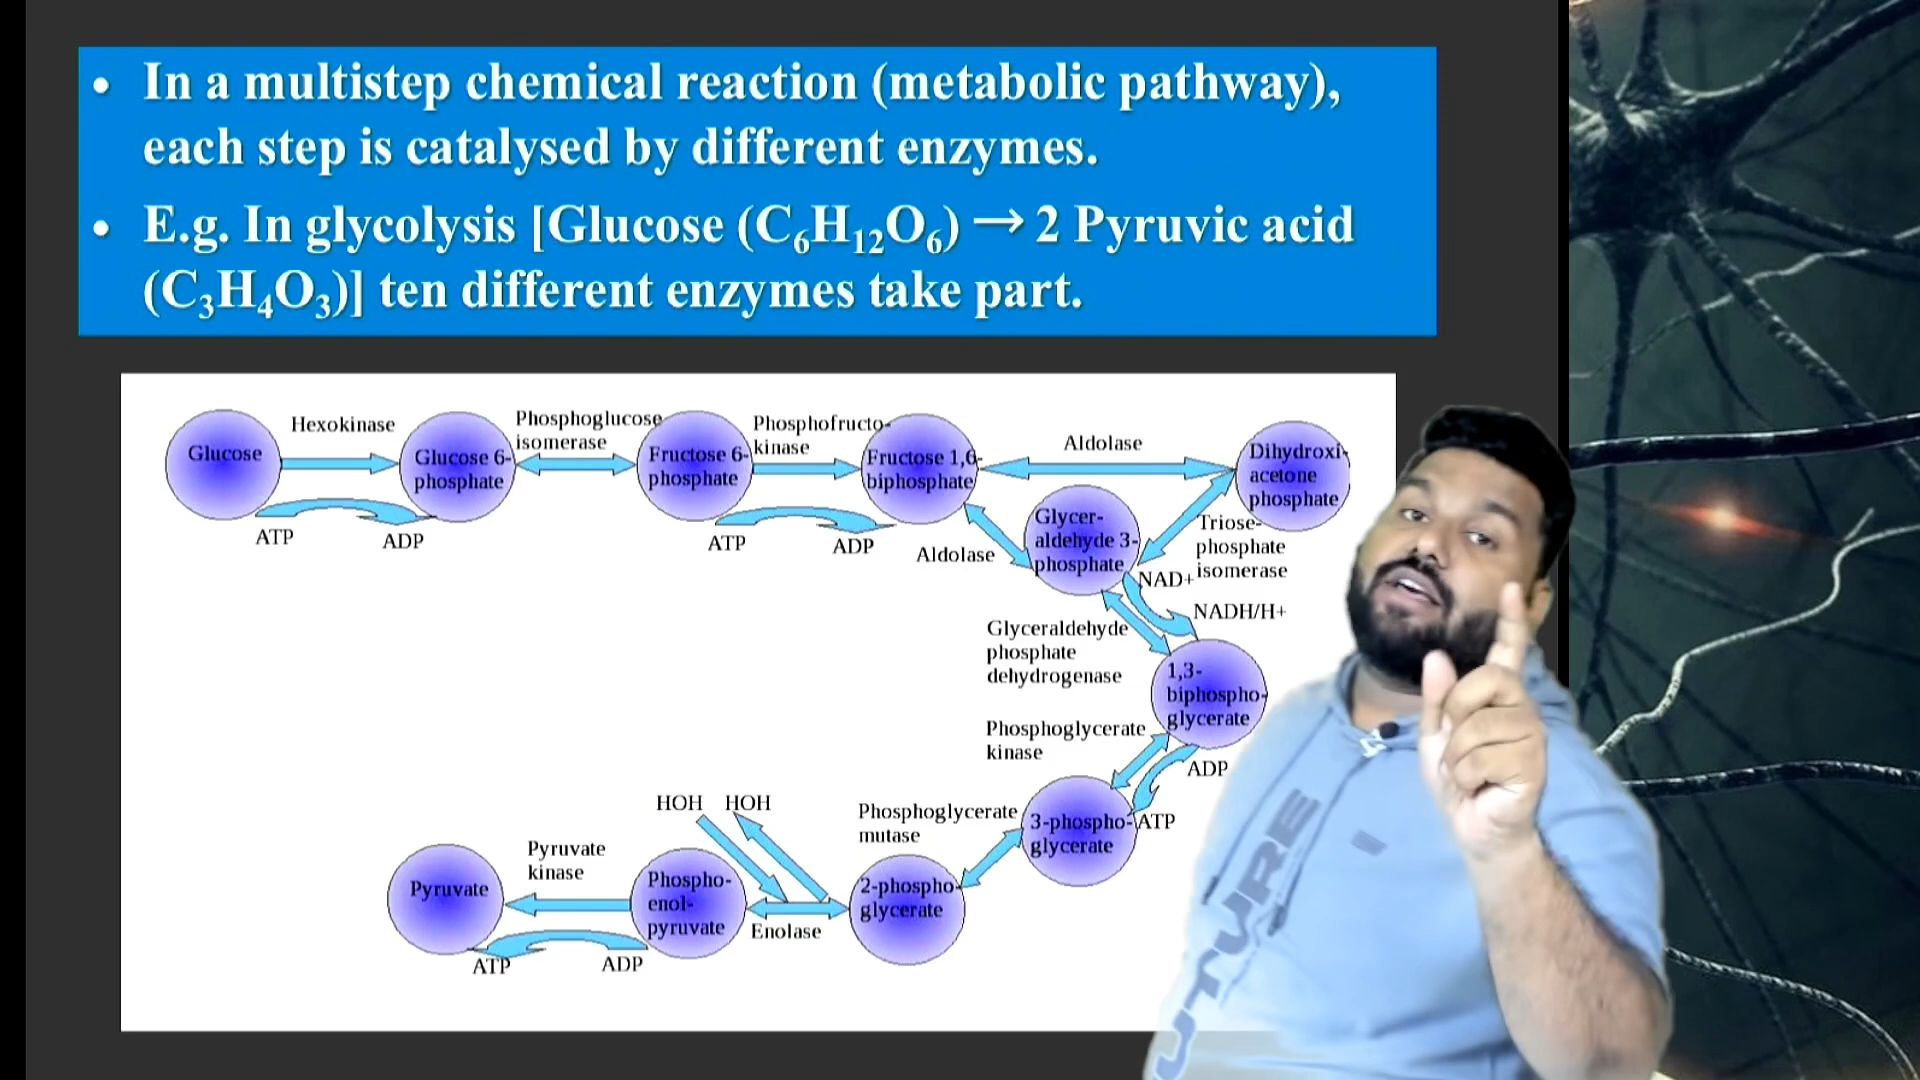 • In a multistep chemical reaction (metabolic pathway),
each step is catalysed by different enzymes.
• E.g. In glycolysis [Glucose (C₆H₁₂O₆) → 2 Pyruvic acid
(C₃H₄O₃)] ten different enzymes take part.
Glucose
Hexokinase
ATP
ADP
Glucose 6-
phosphate
Phosphoglucose
isomerase
Fructose 6-
phosphate
Phosphofructo-
kinase
ATP
ADP
Fructose 1,6-
biphosphate
Aldolase
Dihydroxi-
acetone
phosphate
Aldolase
Glycer-
aldehyde 3-
phosphate
Triose-
phosphate
isomerase
NAD+
NADH/H+
Glyceraldehyde
phosphate
dehydrogenase
1,3-
biphospho-
glycerate
Phosphoglycerate
kinase
ADP
ATP
3-phospho-
glycerate
Phosphoglycerate
mutase
2-phospho-
glycerate
HOH HOH
Enolase
Phospho-
enol-
pyruvate
Pyruvate
kinase
ADP
ATP
Pyruvate
UTURE